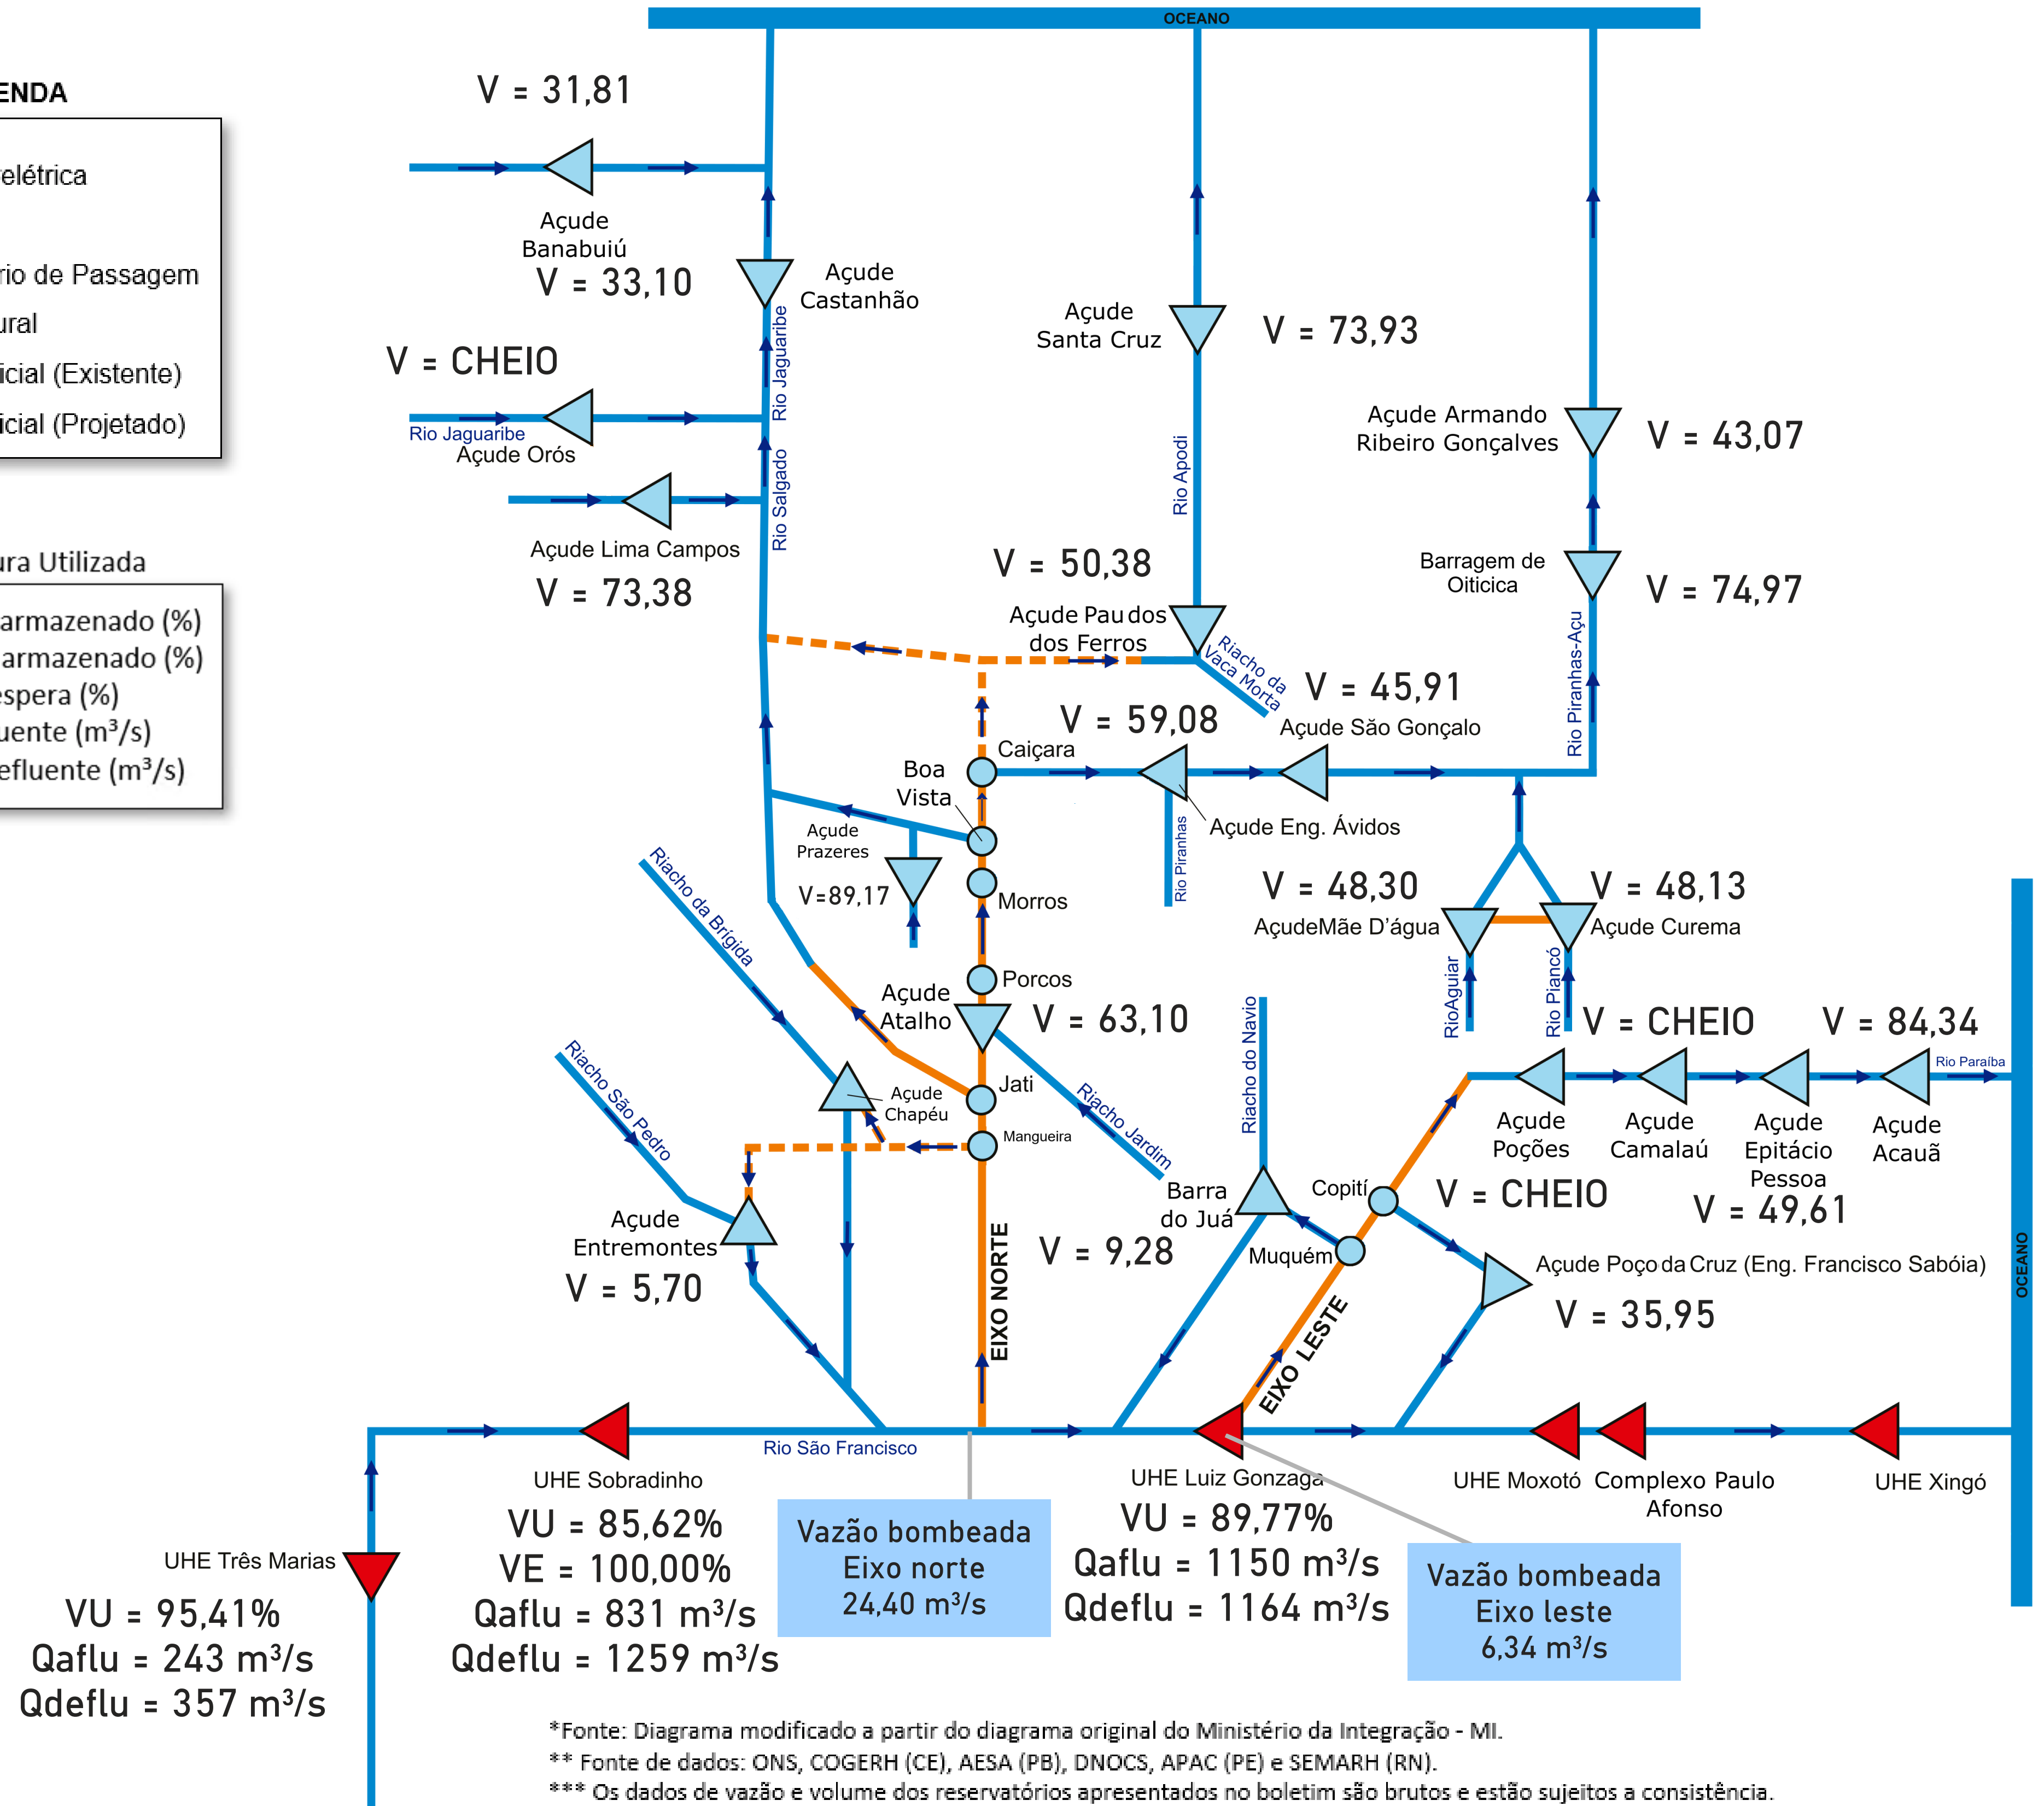 OCEANO
ENDA
relétrica
rio de Passagem
ural
icial (Existente)
icial (Projetado)
ura Utilizada
armazenado (%)
armazenado (%)
espera (%)
uente (m³/s)
efluente (m³/s)
V = 31,81
Açude
Banabuiú
V = 33,10
Açude
Castanhão
Rio Jaguaribe
V = CHEIO
Rio Jaguaribe
Açude Orós
Rio Salgado
Açude Lima Campos
V = 73,38
Açude
Santa Cruz
V = 73,93
Rio Apodi
Açude Armando
Ribeiro Gonçalves
V = 43,07
V = 50,38
Açude Pau dos
dos Ferros
Riacho da
Vaca Morta
Barragem de
Oiticica
V = 74,97
Rio Piranhas-Açu
V = 45,91
Açude São Gonçalo
V = 59,08
Caiçara
Boa
Vista
Açude Eng. Ávidos
Rio Piranhas
Açude
Prazeres
V=89,17
Morros
V = 48,30
AçudeMãe D'água
V = 48,13
Açude Curema
RioAguiar
Rio Piancó
Riacho da Brígida
Porcos
Açude
Atalho
V = 63,10
Riacho do Navio
V = CHEIO
V = 84,34
Rio Paraíba
Riacho São Pedro
Açude
Chapéu
Jati
Mangueira
Riacho Jardim
Açude
Poções
Açude
Camalaú
Açude
Epitácio
Pessoa
Açude
Acauã
V = CHEIO
V = 49,61
Açude
Entremontes
V = 5,70
EIXO NORTE
Barra
do Juá
V = 9,28
Copití
Muquém
Açude Poço da Cruz (Eng. Francisco Sabóia)
V = 35,95
EIXO LESTE
OCEANO
Rio São Francisco
UHE Sobradinho
VU = 85,62%
VE = 100,00%
Qaflu = 831 m³/s
Qdeflu = 1259 m³/s
Vazão bombeada
Eixo norte
24,40 m³/s
UHE Luiz Gonzaga
VU = 89,77%
Qaflu = 1150 m³/s
Qdeflu = 1164 m³/s
Vazão bombeada
Eixo leste
6,34 m³/s
UHE Moxotó
Complexo Paulo
Afonso
UHE Xingó
UHE Três Marias
VU = 95,41%
Qaflu = 243 m³/s
Qdeflu = 357 m³/s
*Fonte: Diagrama modificado a partir do diagrama original do Ministério da Integração - MI.
** Fonte de dados: ONS, COGERH (CE), AESA (PB), DNOCS, APAC (PE) e SEMARH (RN).
*** Os dados de vazão e volume dos reservatórios apresentados no boletim são brutos e estão sujeitos a consistência.